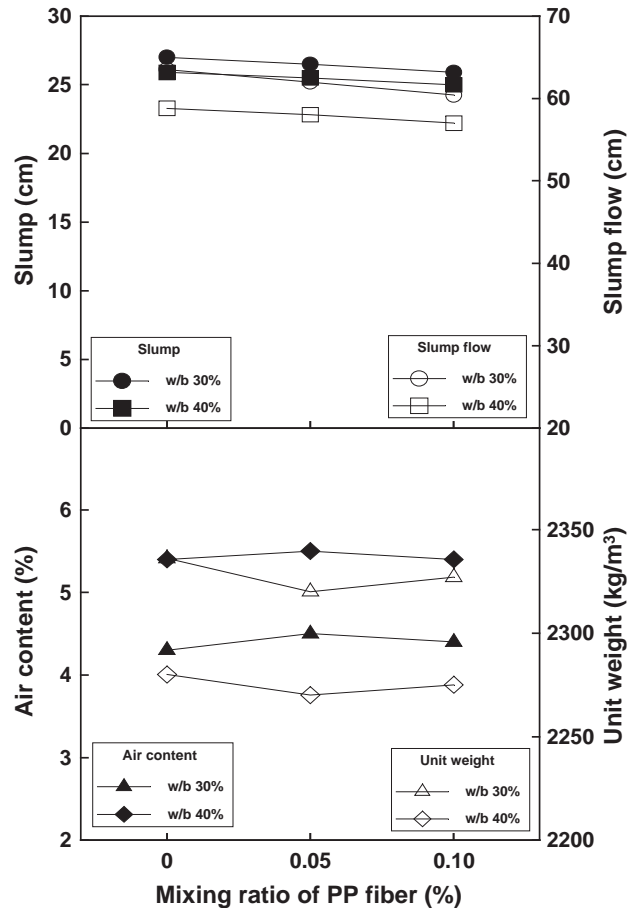 30
25
20
15
10
5
0
Slump (cm)
70
60
50
40
30
20
Slump flow (cm)
Slump
w/b 30%
w/b 40%
Slump flow
w/b 30%
w/b 40%
6
5
4
3
2
Air content (%)
2350
2300
2250
2200
Unit weight (kg/m³)
Air content
w/b 30%
w/b 40%
Unit weight
w/b 30%
w/b 40%
0 0.05 0.10
Mixing ratio of PP fiber (%)